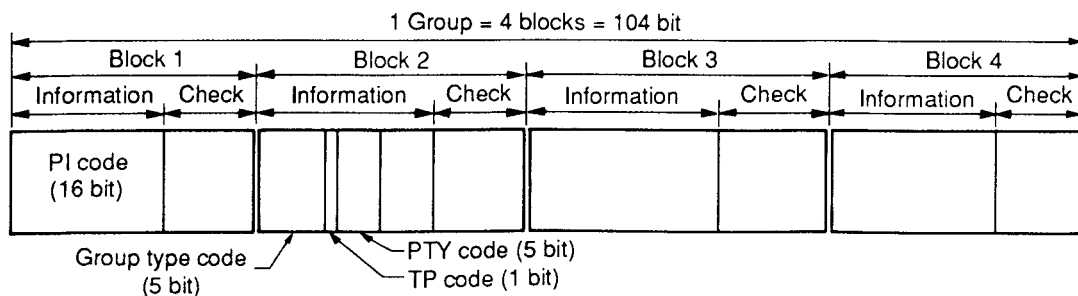 1 Group = 4 blocks = 104 bit
Block 1 Block 2 Block 3 Block 4
Information Check Information Check Information Check Information Check
PI code
(16 bit)
Group type code
(5 bit)
PTY code (5 bit)
TP code (1 bit)